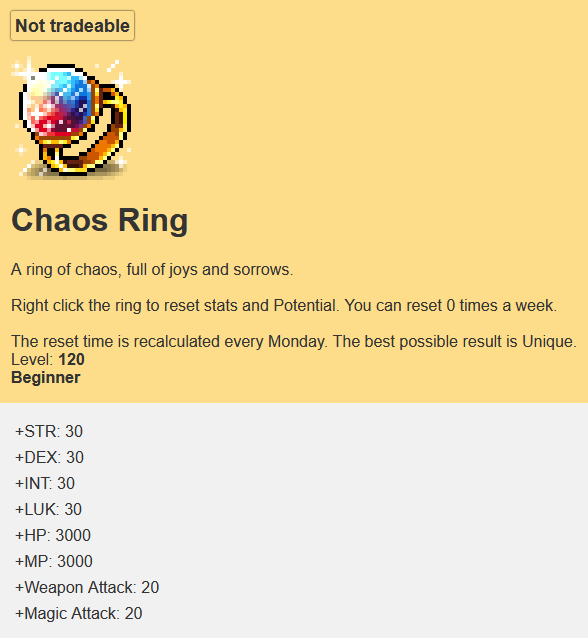 Not tradeable
Chaos Ring
A ring of chaos, full of joys and sorrows.
Right click the ring to reset stats and Potential. You can reset 0 times a week.
The reset time is recalculated every Monday. The best possible result is Unique.
Level: 120
Beginner
+STR: 30
+DEX: 30
+INT: 30
+LUK: 30
+HP: 3000
+MP: 3000
+Weapon Attack: 20
+Magic Attack: 20